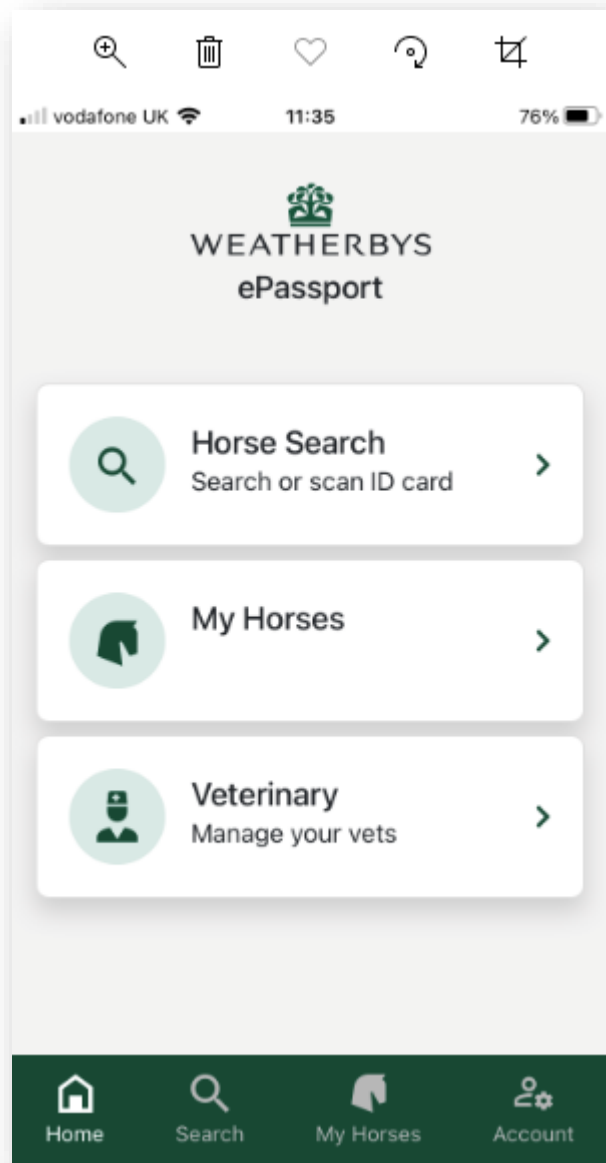 vodafone UK 11:35 76%
WEATHERBYS
ePassport
Horse Search
Search or scan ID card
My Horses
Veterinary
Manage your vets
Home Search My Horses Account